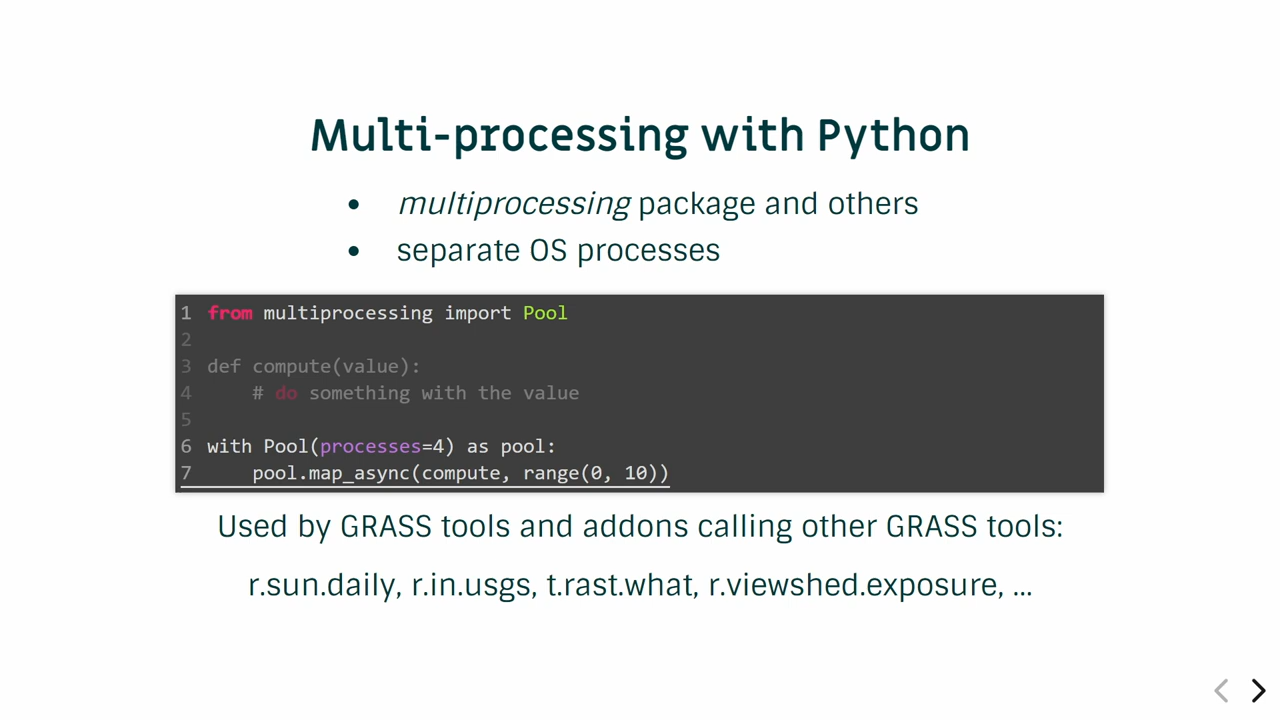 Multi-processing with Python
• multiprocessing package and others
• separate OS processes
1 from multiprocessing import Pool
2
3 def compute(value):
4     # do something with the value
5
6 with Pool(processes=4) as pool:
7     pool.map_async(compute, range(0, 10))
Used by GRASS tools and addons calling other GRASS tools:
r.sun.daily, r.in.usgs, t.rast.what, r.viewshed.exposure, ...